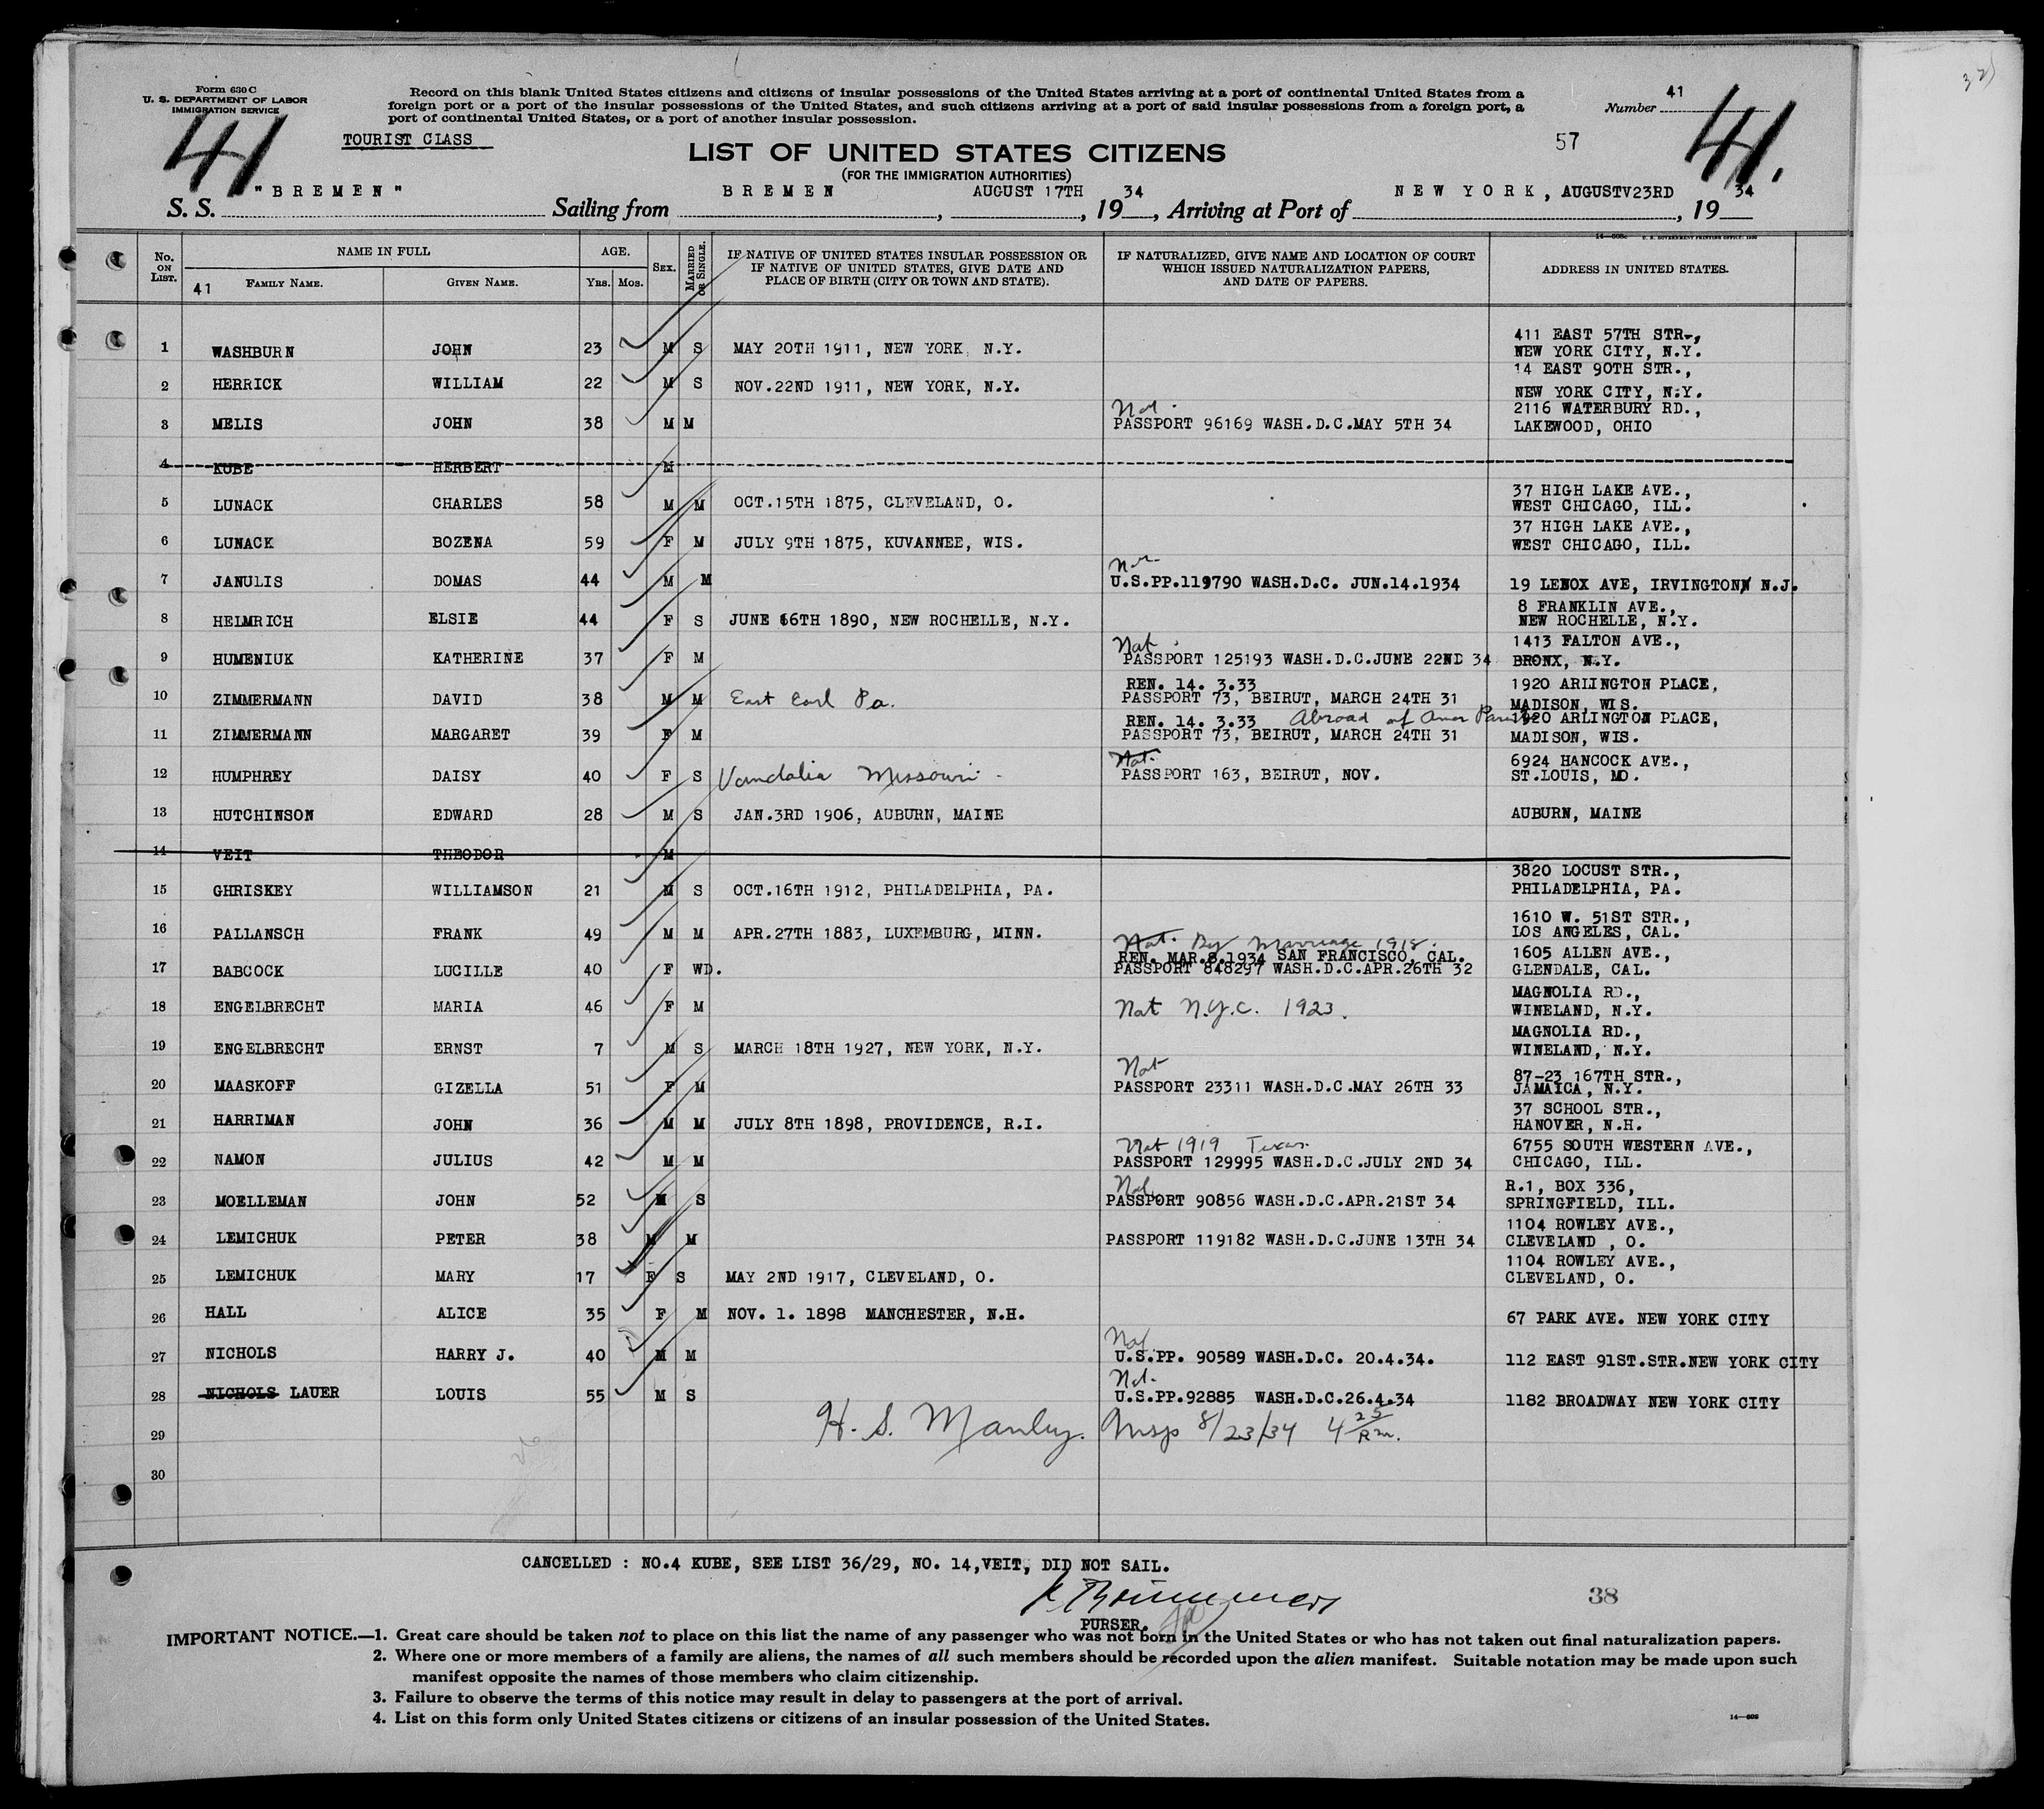 Form 630 C
U. S. DEPARTMENT OF LABOR
IMMIGRATION SERVICE
Record on this blank United States citizens and citizens of insular possessions of the United States arriving at a port of continental United States from a
foreign port or a port of the insular possessions of the United States, and such citizens arriving at a port of said insular possessions from a foreign port, a
port of continental United States, or a port of another insular possession.
Number 41
41
41.
57
TOURIST CLASS
LIST OF UNITED STATES CITIZENS
(FOR THE IMMIGRATION AUTHORITIES)
S. S. "BREMEN" Sailing from BREMEN, AUGUST 17TH, 1934, Arriving at Port of NEW YORK, AUGUSTV23RD, 1934
No. ON LIST. NAME IN FULL AGE. SEX. MARRIED OR SINGLE. IF NATIVE OF UNITED STATES INSULAR POSSESSION OR IF NATIVE OF UNITED STATES, GIVE DATE AND PLACE OF BIRTH (CITY OR TOWN AND STATE). IF NATURALIZED, GIVE NAME AND LOCATION OF COURT WHICH ISSUED NATURALIZATION PAPERS, AND DATE OF PAPERS. ADDRESS IN UNITED STATES.
41 FAMILY NAME. GIVEN NAME. YRS. MOS.
1 WASHBURN JOHN 23 M S MAY 20TH 1911, NEW YORK, N.Y. 411 EAST 57TH STR., NEW YORK CITY, N.Y.
2 HERRICK WILLIAM 22 M S NOV.22ND 1911, NEW YORK, N.Y. 14 EAST 90TH STR., NEW YORK CITY, N.Y.
3 MELIS JOHN 38 M M Nat. PASSPORT 96169 WASH.D.C.MAY 5TH 34 2116 WATERBURY RD., LAKEWOOD, OHIO
4 KUBE HERBERT M
5 LUNACK CHARLES 58 M M OCT.15TH 1875, CLEVELAND, O. 37 HIGH LAKE AVE., WEST CHICAGO, ILL.
6 LUNACK BOZENA 59 F M JULY 9TH 1875, KUVANNEE, WIS. 37 HIGH LAKE AVE., WEST CHICAGO, ILL.
7 JANULIS DOMAS 44 M M Nat U.S.PP.119790 WASH.D.C. JUN.14.1934 19 LENOX AVE, IRVINGTON N.J.
8 HELMRICH ELSIE 44 F S JUNE 16TH 1890, NEW ROCHELLE, N.Y. 8 FRANKLIN AVE., NEW ROCHELLE, N.Y.
9 HUMENIUK KATHERINE 37 F M Nat. PASSPORT 125193 WASH.D.C.JUNE 22ND 34 1413 FALTON AVE., BRONX, N.Y.
10 ZIMMERMANN DAVID 38 M M East Earl Pa. REN. 14. 3.33 PASSPORT 73, BEIRUT, MARCH 24TH 31 1920 ARLINGTON PLACE, MADISON, WIS.
11 ZIMMERMANN MARGARET 39 F M REN. 14. 3.33 Abroad of Amer Parents PASSPORT 73, BEIRUT, MARCH 24TH 31 1920 ARLINGTON PLACE, MADISON, WIS.
12 HUMPHREY DAISY 40 F S Vandalia Missouri - Nat. PASSPORT 163, BEIRUT, NOV. 6924 HANCOCK AVE., ST.LOUIS, MO.
13 HUTCHINSON EDWARD 28 M S JAN.3RD 1906, AUBURN, MAINE AUBURN, MAINE
14 VEIT THEODOR M
15 GHRISKEY WILLIAMSON 21 M S OCT.16TH 1912, PHILADELPHIA, PA. 3820 LOCUST STR., PHILADELPHIA, PA.
16 PALLANSCH FRANK 49 M M APR.27TH 1883, LUXEMBURG, MINN. 1610 W. 51ST STR., LOS ANGELES, CAL.
17 BABCOCK LUCILLE 40 F WD. Nat. By Marriage 1918. REN. MAR.8.1934 SAN FRANCISCO, CAL. PASSPORT 848297 WASH.D.C.APR.26TH 32 1605 ALLEN AVE., GLENDALE, CAL.
18 ENGELBRECHT MARIA 46 F M Nat N.Y.C. 1923. MAGNOLIA RD., WINELAND, N.Y.
19 ENGELBRECHT ERNST 7 M S MARCH 18TH 1927, NEW YORK, N.Y. MAGNOLIA RD., WINELAND, N.Y.
20 MAASKOFF GIZELLA 51 F M Nat PASSPORT 23311 WASH.D.C.MAY 26TH 33 87-23 167TH STR., JAMAICA, N.Y.
21 HARRIMAN JOHN 36 M M JULY 8TH 1898, PROVIDENCE, R.I. 37 SCHOOL STR., HANOVER, N.H.
22 NAMON JULIUS 42 M M Nat 1919 Texas. PASSPORT 129995 WASH.D.C.JULY 2ND 34 6755 SOUTH WESTERN AVE., CHICAGO, ILL.
23 MOELLEMAN JOHN 52 M S Nat. PASSPORT 90856 WASH.D.C.APR.21ST 34 R.1, BOX 336, SPRINGFIELD, ILL.
24 LEMICHUK PETER 38 M M PASSPORT 119182 WASH.D.C.JUNE 13TH 34 1104 ROWLEY AVE., CLEVELAND , O.
25 LEMICHUK MARY 17 F S MAY 2ND 1917, CLEVELAND, O. 1104 ROWLEY AVE., CLEVELAND, O.
26 HALL ALICE 35 F M NOV. 1. 1898 MANCHESTER, N.H. 67 PARK AVE. NEW YORK CITY
27 NICHOLS HARRY J. 40 M M Nat. U.S.PP. 90589 WASH.D.C. 20.4.34. 112 EAST 91ST.STR.NEW YORK CITY
28 NICHOLS LAUER LOUIS 55 M S Nat. U.S.PP.92885 WASH.D.C.26.4.34 1182 BROADWAY NEW YORK CITY
29 H. S. Manley. Insp 8/23/34 4 25 P.m.
30
CANCELLED : NO.4 KUBE, SEE LIST 36/29, NO. 14,VEIT, DID NOT SAIL.
38
PURSER.
IMPORTANT NOTICE.—1. Great care should be taken not to place on this list the name of any passenger who was not born in the United States or who has not taken out final naturalization papers.
2. Where one or more members of a family are aliens, the names of all such members should be recorded upon the alien manifest. Suitable notation may be made upon such
manifest opposite the names of those members who claim citizenship.
3. Failure to observe the terms of this notice may result in delay to passengers at the port of arrival.
4. List on this form only United States citizens or citizens of an insular possession of the United States.